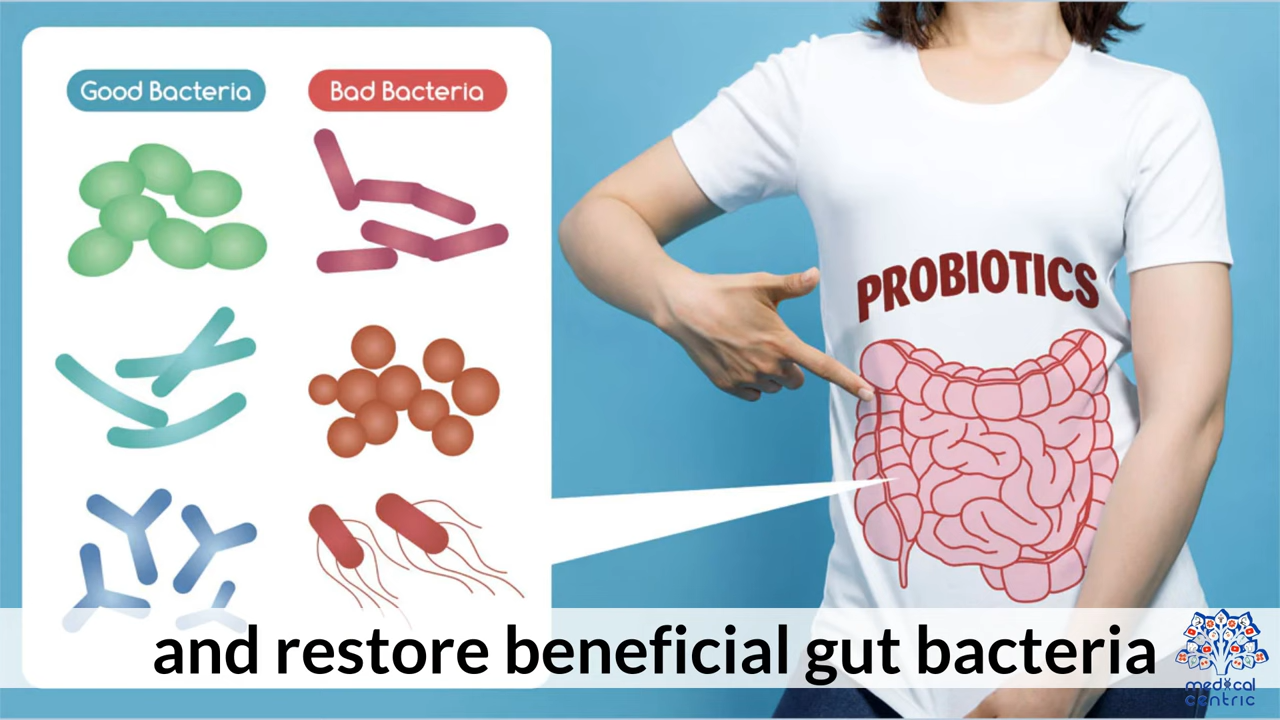 Good Bacteria
Bad Bacteria
PROBIOTICS
and restore beneficial gut bacteria
medical
centric